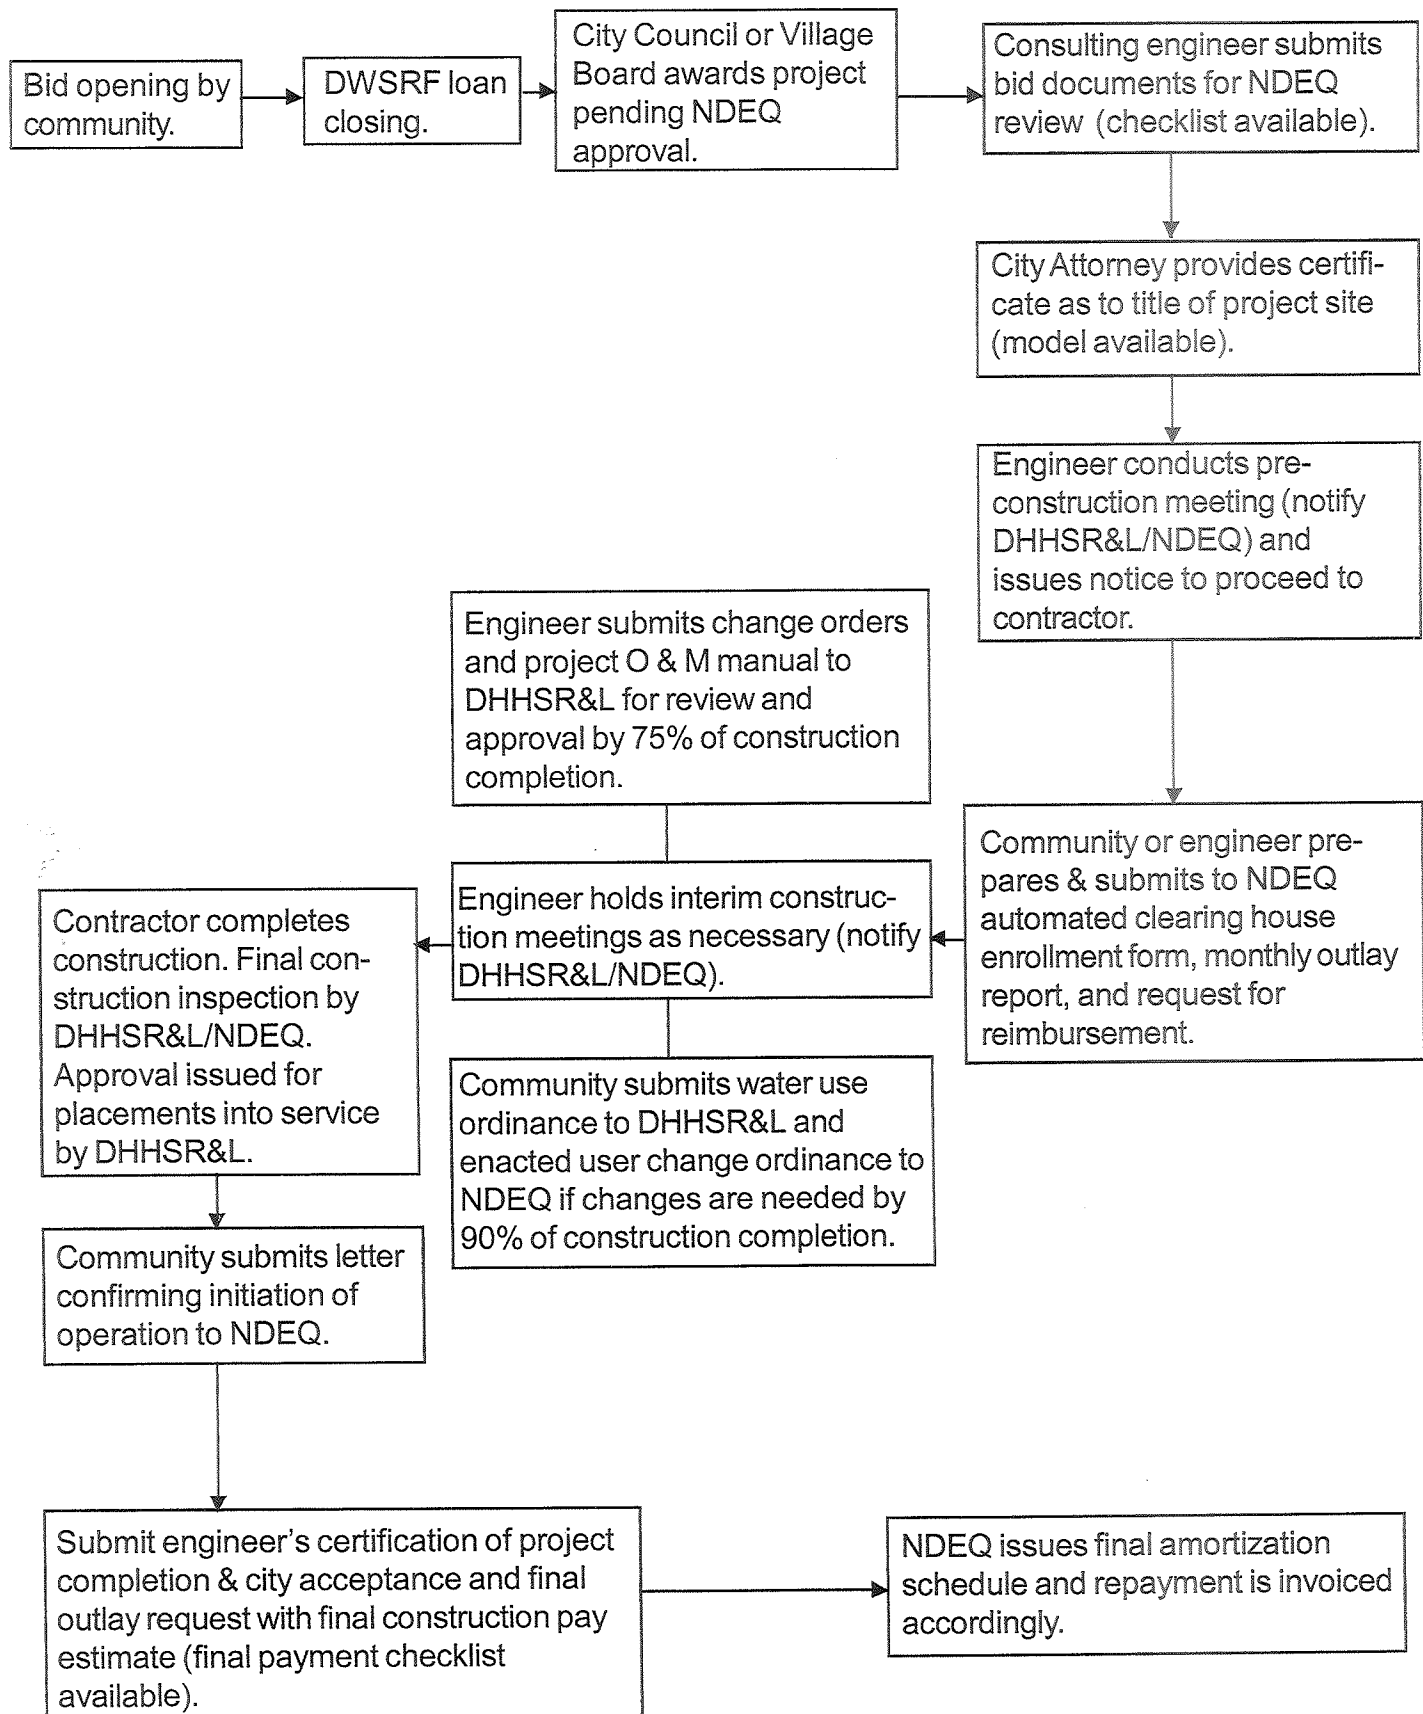 Bid opening by
community.
DWSRF loan
closing.
City Council or Village
Board awards project
pending NDEQ
approval.
Consulting engineer submits
bid documents for NDEQ
review (checklist available).
City Attorney provides certifi-
cate as to title of project site
(model available).
Engineer conducts pre-
construction meeting (notify
DHHSR&L/NDEQ) and
issues notice to proceed to
contractor.
Community or engineer pre-
pares & submits to NDEQ
automated clearing house
enrollment form, monthly outlay
report, and request for
reimbursement.
Engineer submits change orders
and project O & M manual to
DHHSR&L for review and
approval by 75% of construction
completion.
Engineer holds interim construc-
tion meetings as necessary (notify
DHHSR&L/NDEQ).
Community submits water use
ordinance to DHHSR&L and
enacted user change ordinance to
NDEQ if changes are needed by
90% of construction completion.
Contractor completes
construction. Final con-
struction inspection by
DHHSR&L/NDEQ.
Approval issued for
placements into service
by DHHSR&L.
Community submits letter
confirming initiation of
operation to NDEQ.
Submit engineer's certification of project
completion & city acceptance and final
outlay request with final construction pay
estimate (final payment checklist
available).
NDEQ issues final amortization
schedule and repayment is invoiced
accordingly.